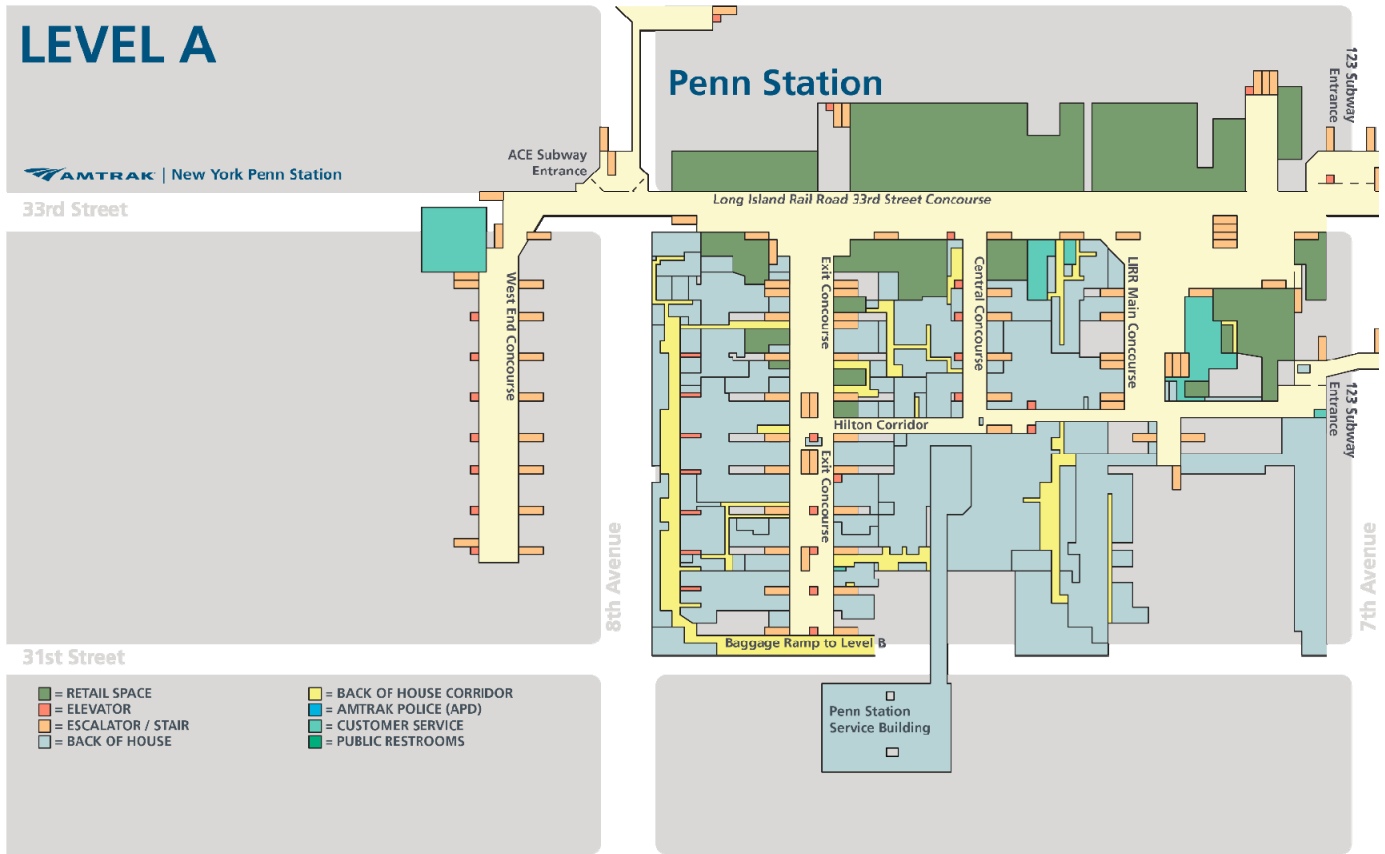 LEVEL A
Penn Station
AMTRAK | New York Penn Station
ACE Subway
Entrance
123 Subway
Entrance
33rd Street
Long Island Rail Road 33rd Street Concourse
West End Concourse
Exit Concourse
Central Concourse
LIRR Main Concourse
123 Subway
Entrance
Hilton Corridor
Exit Concourse
8th Avenue
7th Avenue
Baggage Ramp to Level B
31st Street
= RETAIL SPACE
= ELEVATOR
= ESCALATOR / STAIR
= BACK OF HOUSE
= BACK OF HOUSE CORRIDOR
= AMTRAK POLICE (APD)
= CUSTOMER SERVICE
= PUBLIC RESTROOMS
Penn Station
Service Building